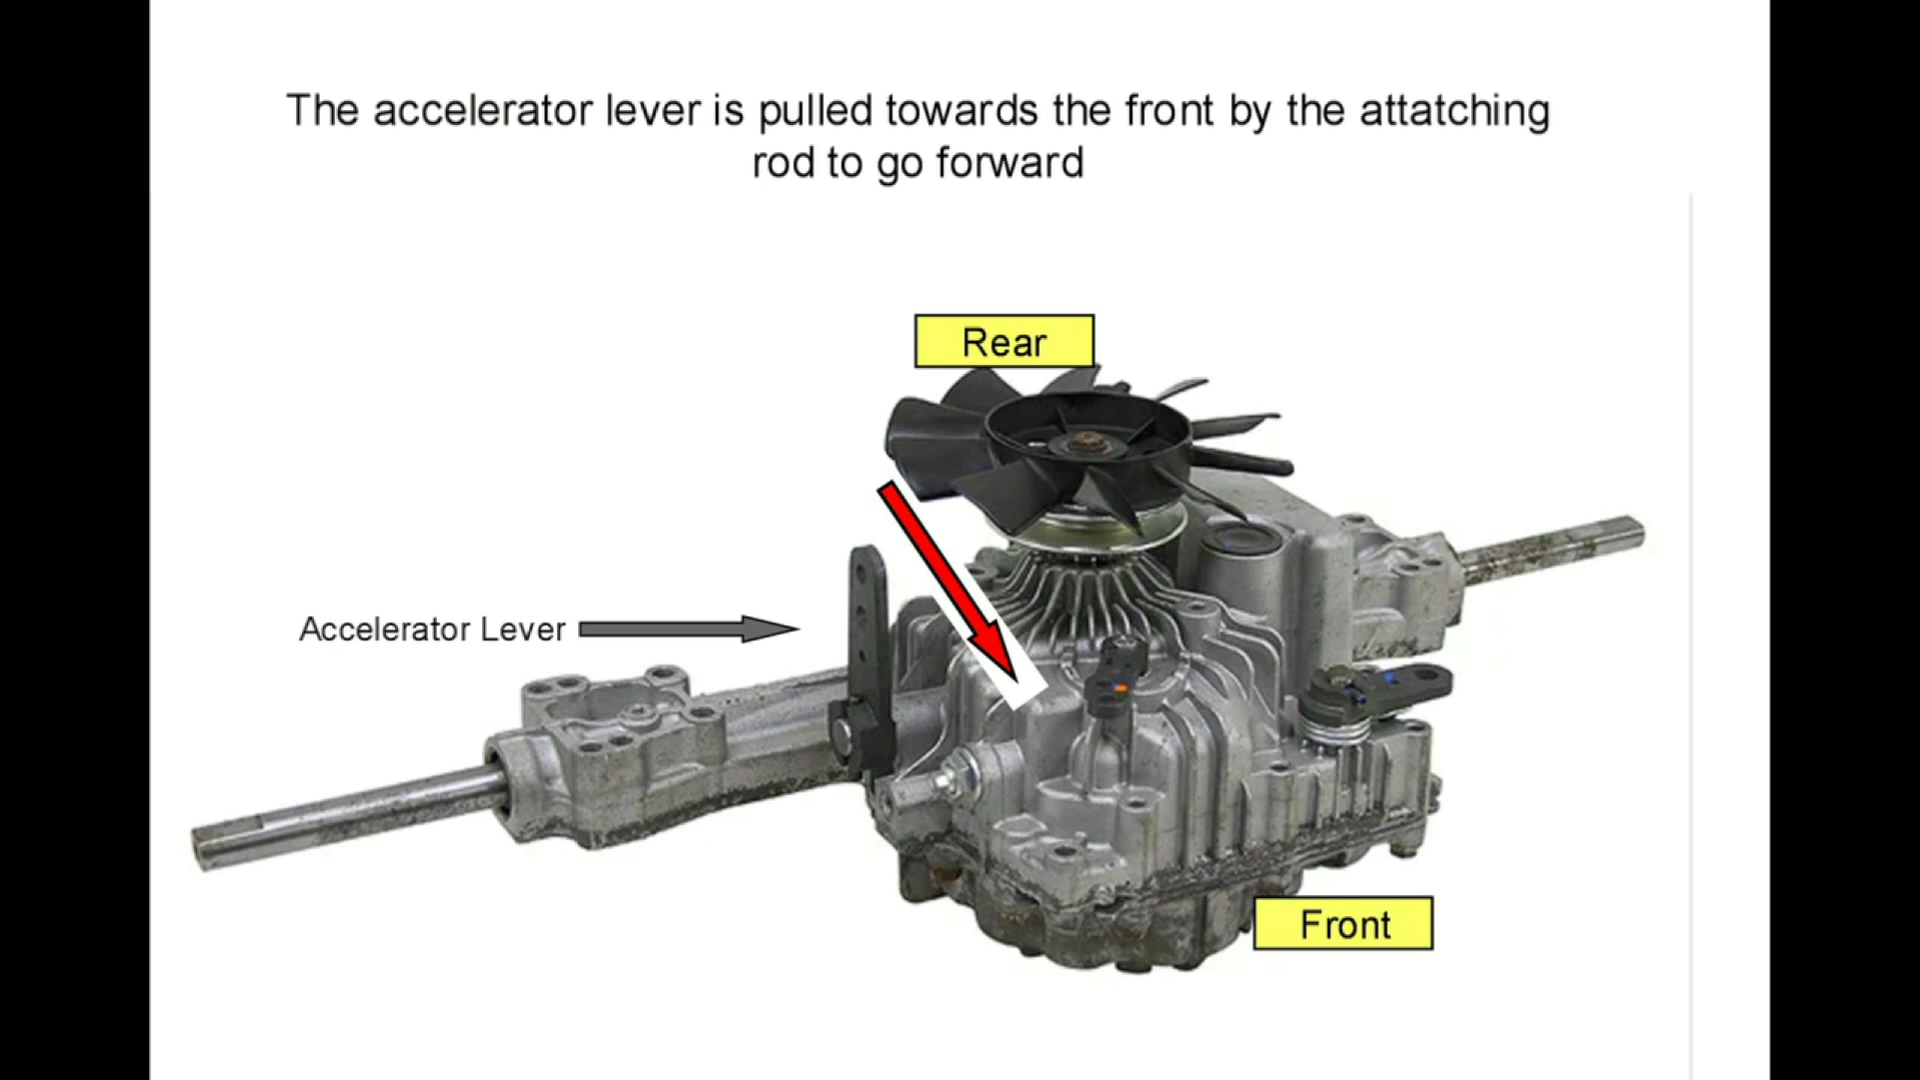 The accelerator lever is pulled towards the front by the attatching
rod to go forward
Rear
Accelerator Lever
Front